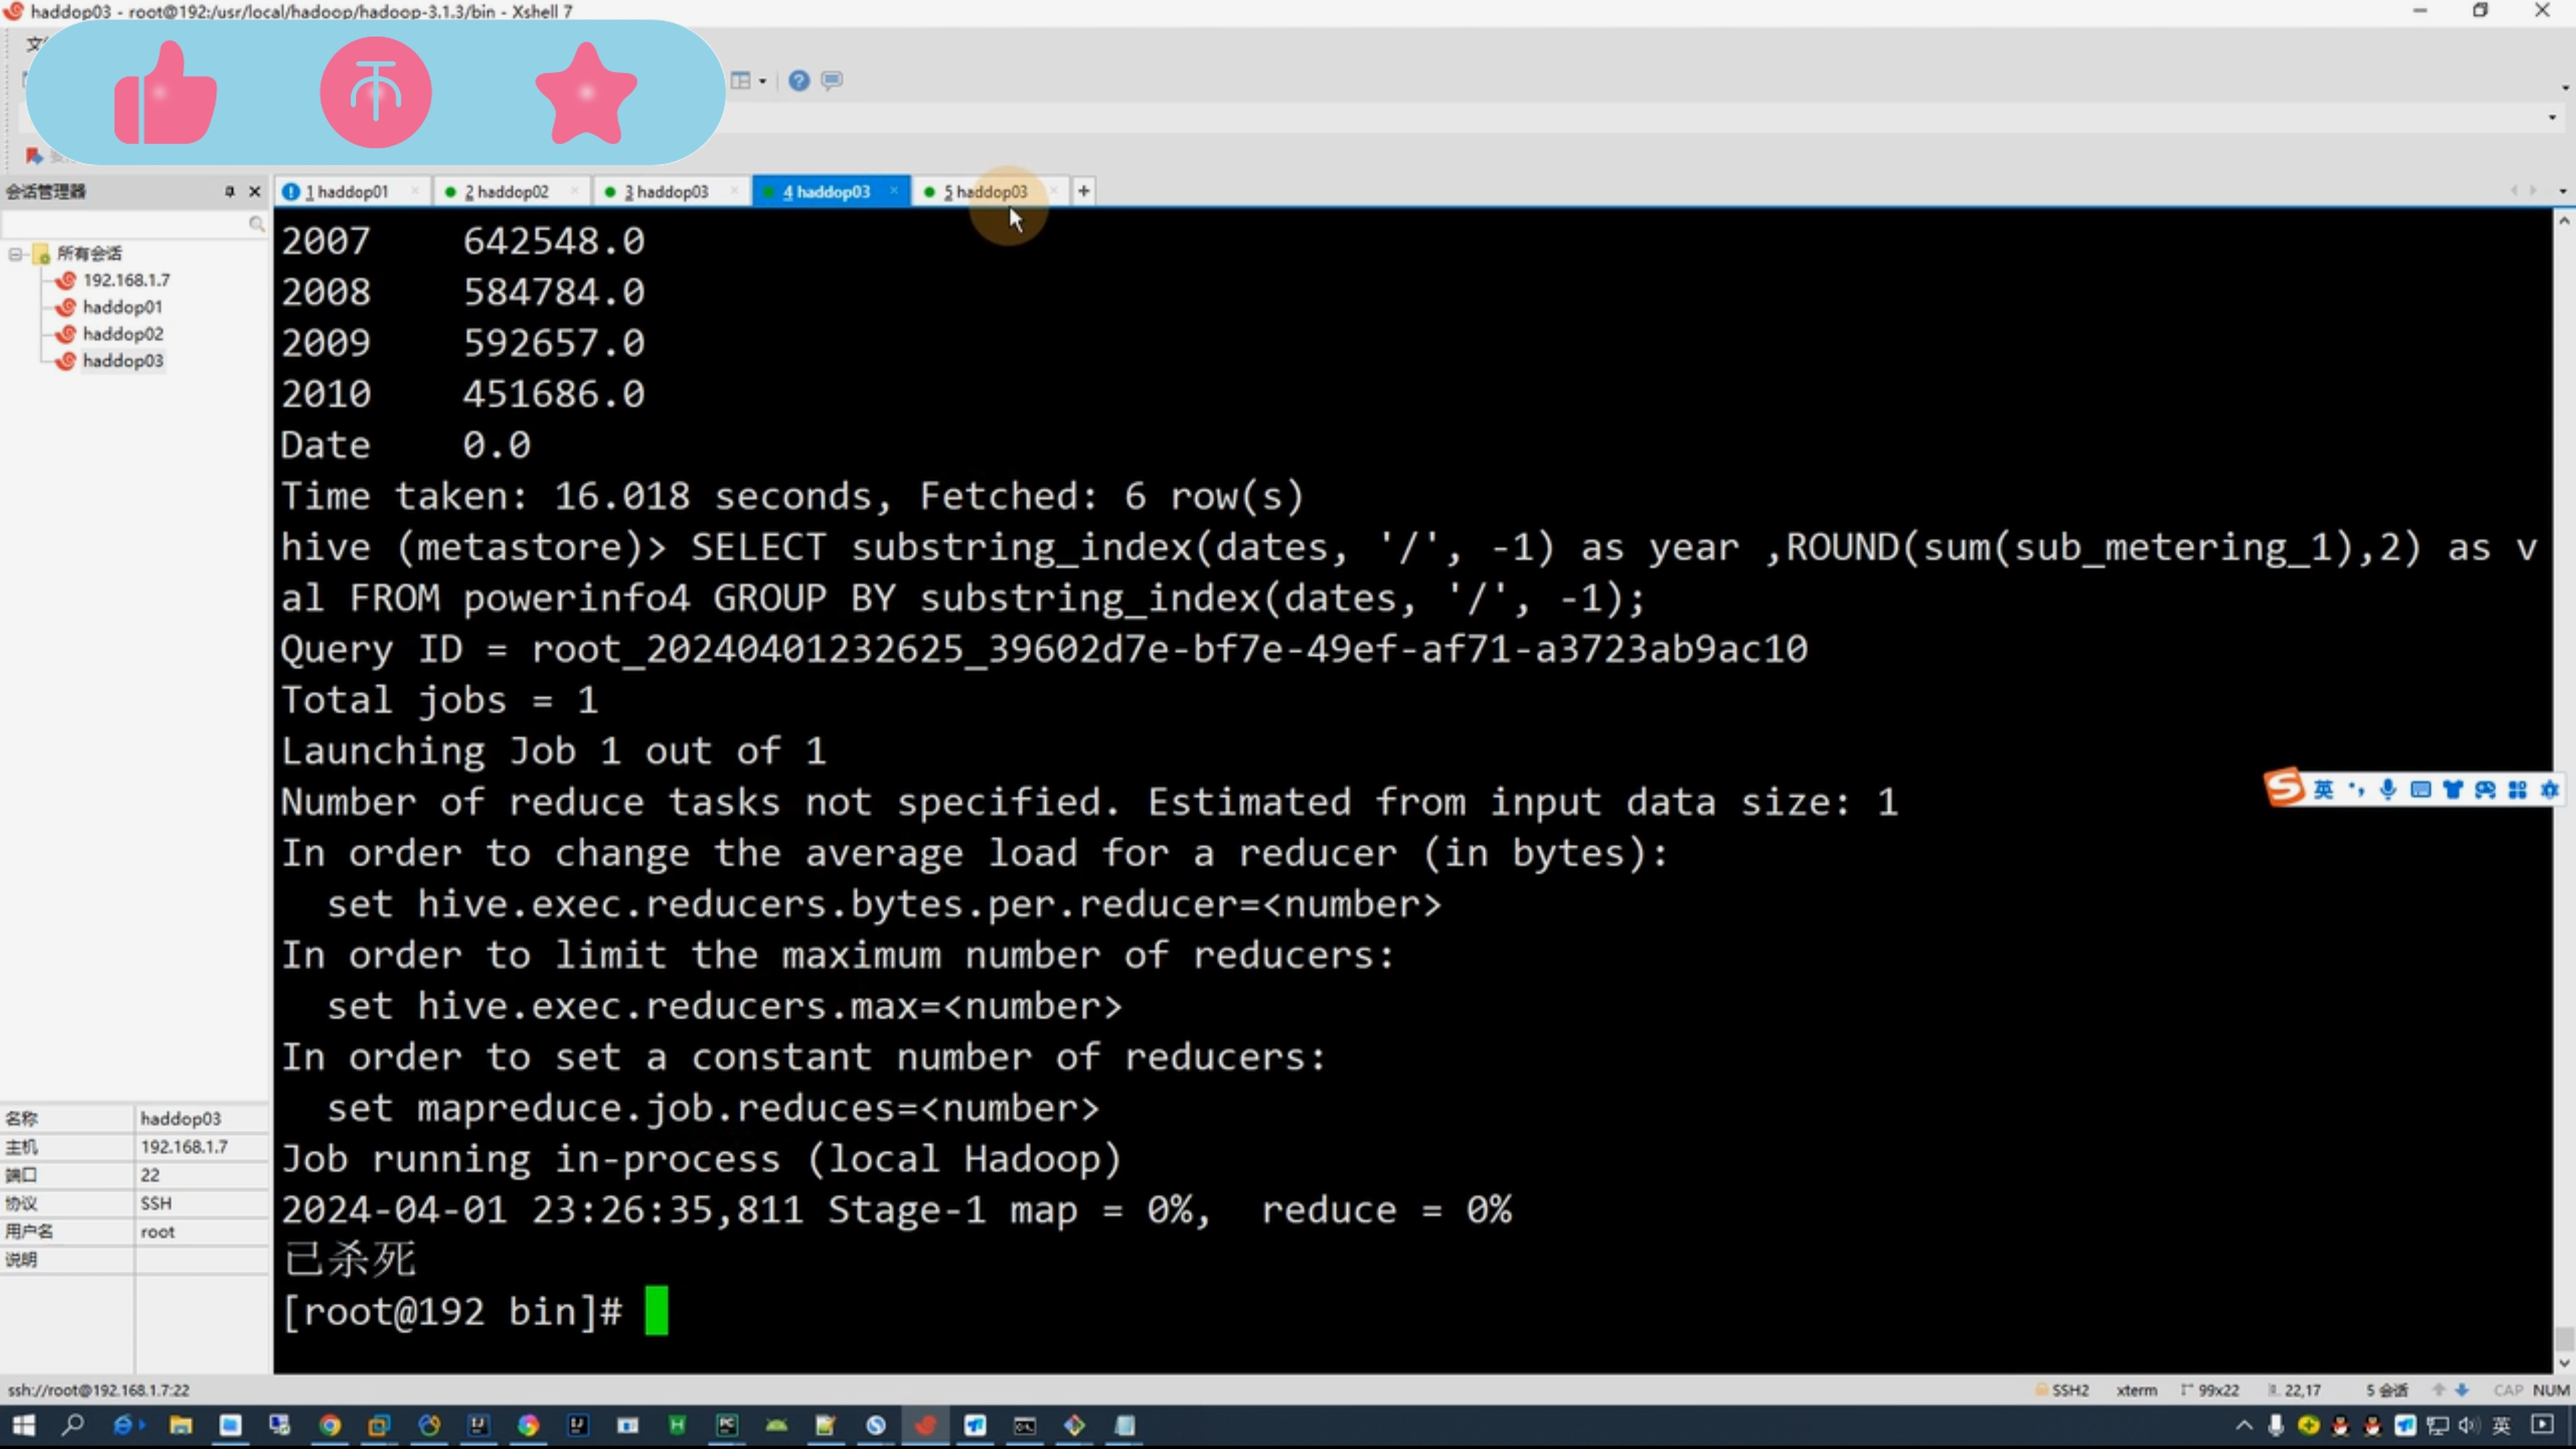 haddop03 - root@192:/usr/local/hadoop/hadoop-3.1.3/bin - Xshell 7
会话管理器
1 haddop01
2 haddop02
3 haddop03
4 haddop03
5 haddop03
所有会话
192.168.1.7
haddop01
haddop02
haddop03
2007 642548.0
2008 584784.0
2009 592657.0
2010 451686.0
Date 0.0
Time taken: 16.018 seconds, Fetched: 6 row(s)
hive (metastore)> SELECT substring_index(dates, '/', -1) as year ,ROUND(sum(sub_metering_1),2) as v
al FROM powerinfo4 GROUP BY substring_index(dates, '/', -1);
Query ID = root_20240401232625_39602d7e-bf7e-49ef-af71-a3723ab9ac10
Total jobs = 1
Launching Job 1 out of 1
Number of reduce tasks not specified. Estimated from input data size: 1
In order to change the average load for a reducer (in bytes):
set hive.exec.reducers.bytes.per.reducer=<number>
In order to limit the maximum number of reducers:
set hive.exec.reducers.max=<number>
In order to set a constant number of reducers:
set mapreduce.job.reduces=<number>
Job running in-process (local Hadoop)
2024-04-01 23:26:35,811 Stage-1 map = 0%,  reduce = 0%
已杀死
[root@192 bin]#
英
名称 haddop03
主机 192.168.1.7
端口 22
协议 SSH
用户名 root
说明
ssh://root@192.168.1.7:22
SSH2
xterm
99x22
22,17
5 会话
CAP NUM
英